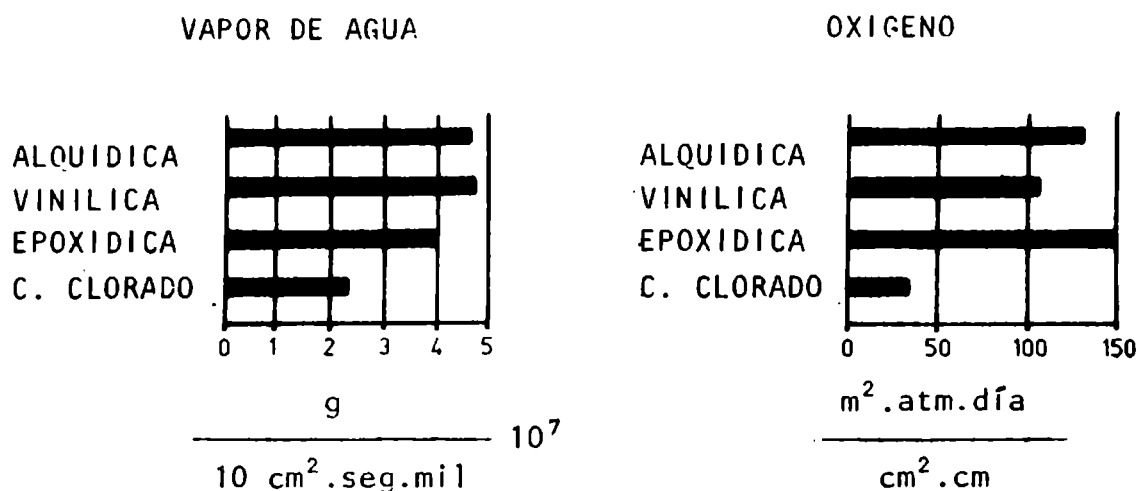 VAPOR DE AGUA
ALQUIDICA
VINILICA
EPOXIDICA
C. CLORADO
0 1 2 3 4 5
g
10 cm².seg.mil
10⁷
OXIGENO
ALQUIDICA
VINILICA
EPOXIDICA
C. CLORADO
0 50 100 150
m².atm.día
cm².cm